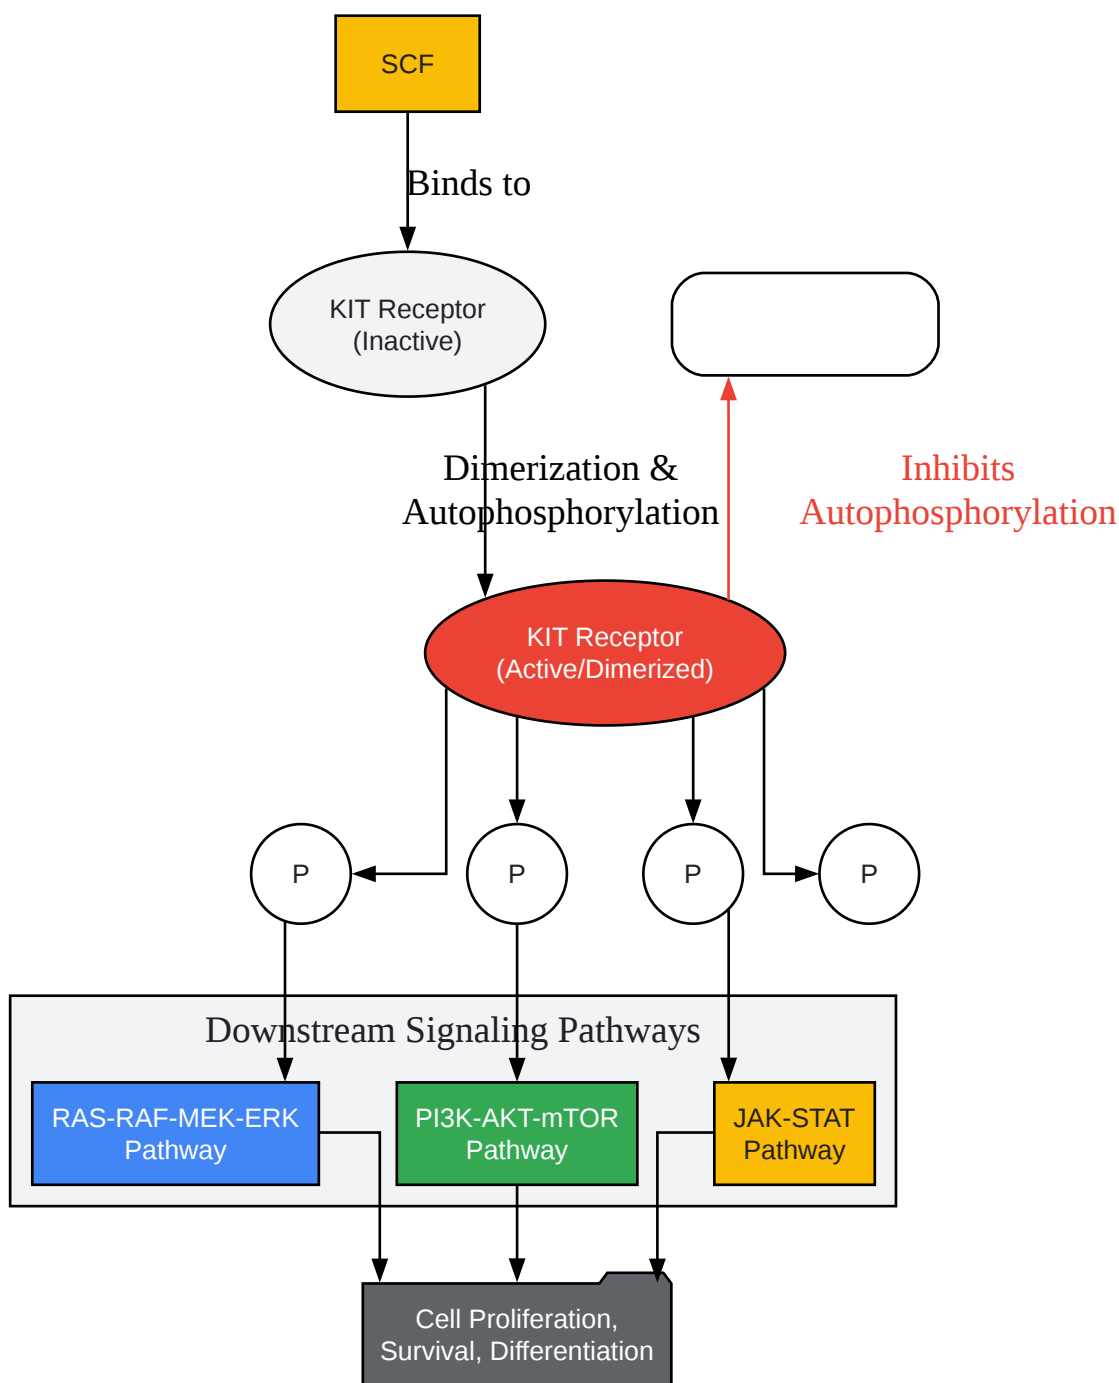 SCF
Binds to
KIT Receptor
(Inactive)
Dimerization &
Autophosphorylation
Inhibits
Autophosphorylation
KIT Receptor
(Active/Dimerized)
P
P
P
P
Downstream Signaling Pathways
RAS-RAF-MEK-ERK
Pathway
PI3K-AKT-mTOR
Pathway
JAK-STAT
Pathway
Cell Proliferation,
Survival, Differentiation